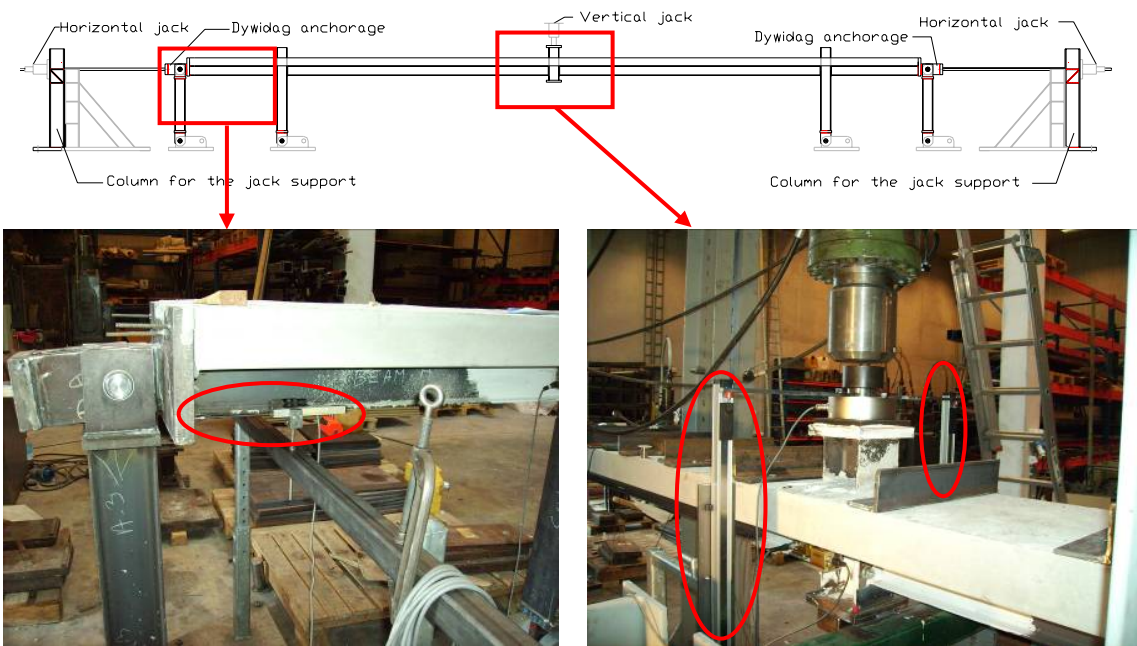 Vertical jack
Horizontal jack
Dywidag anchorage
Horizontal jack
Dywidag anchorage
Column for the jack support
Column for the jack support
BEAM
A-3